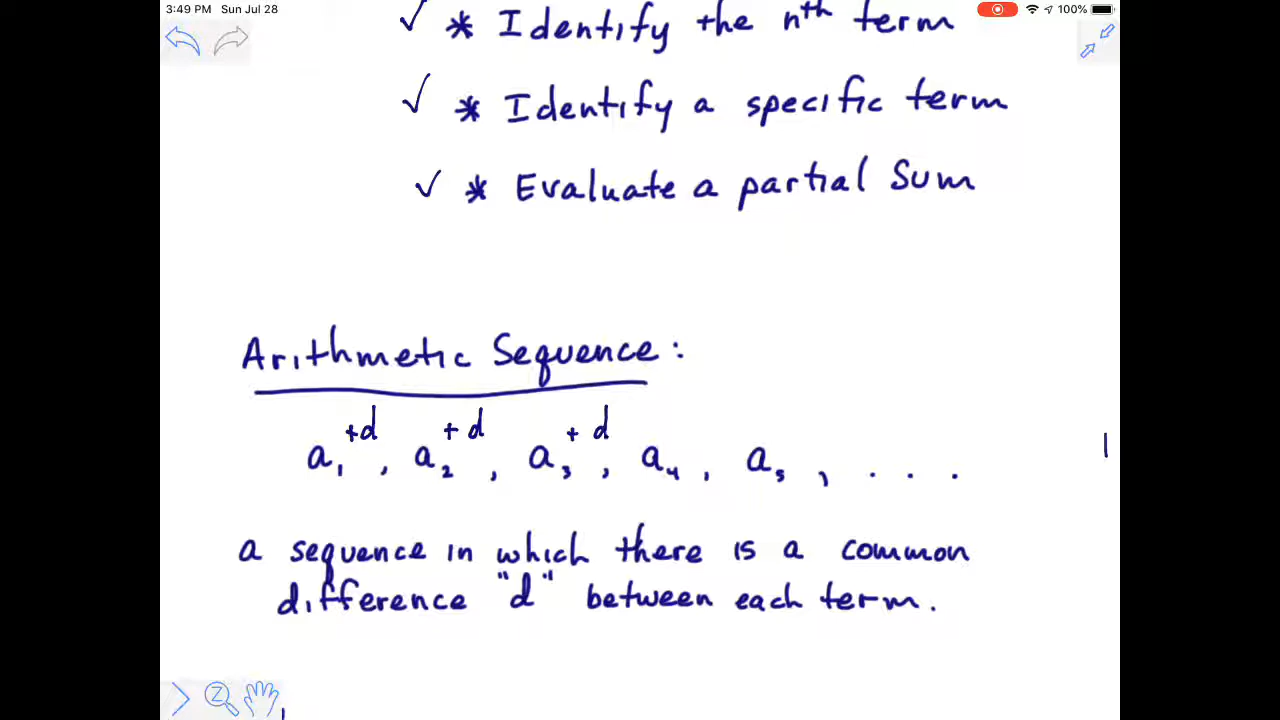 3:49 PM Sun Jul 28 100%
✓ * Identify the nth term
✓ * Identify a specific term
✓ * Evaluate a partial Sum
Arithmetic Sequence:
+d +d +d
a₁, a₂, a₃, a₄, a₅, . . .
a sequence in which there is a common
difference "d" between each term.
Z